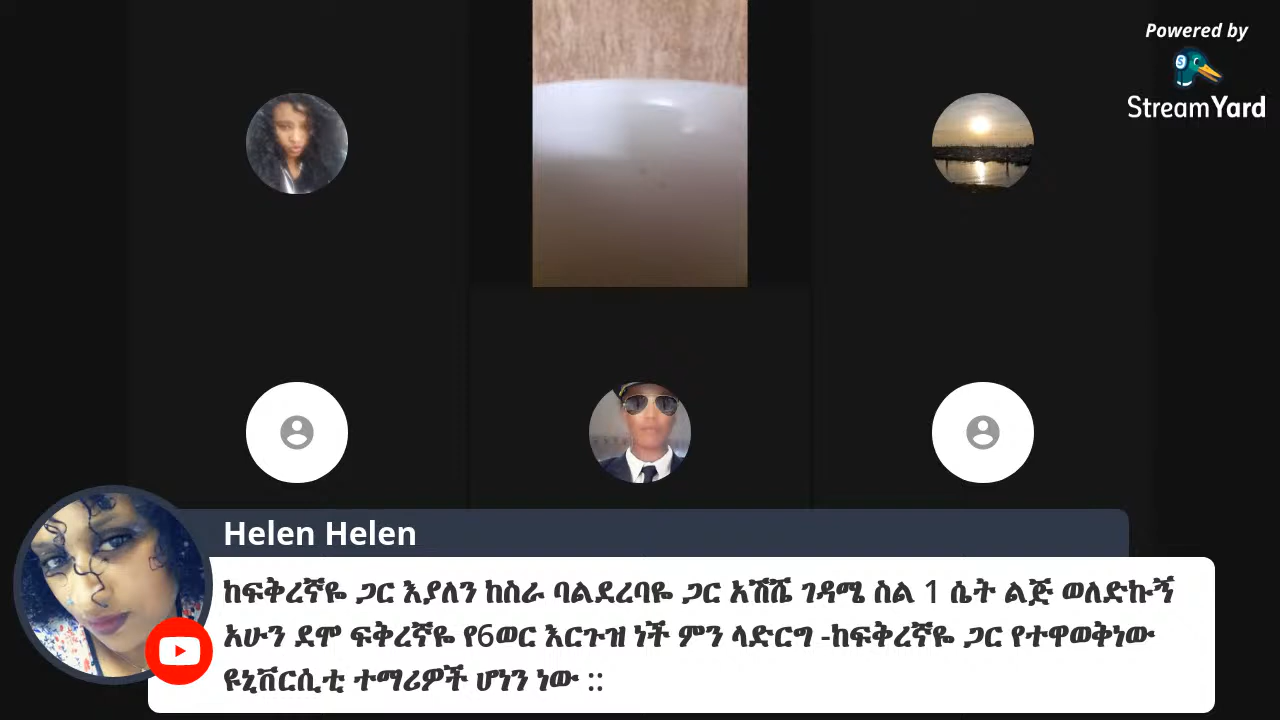 Powered by
StreamYard
Helen Helen
ከፍቅረኛዬ ጋር እያለን ከስራ ባልደረባዬ ጋር አሸሼ ገዳሜ ስል 1 ሴት ልጅ ወለድኩኝ
አሁን ደሞ ፍቅረኛዬ የ6ወር እርጉዝ ነች ምን ላድርግ -ከፍቅረኛዬ ጋር የተዋወቅነው
ዩኒቨርሲቲ ተማሪዎች ሆነን ነው ፡፡